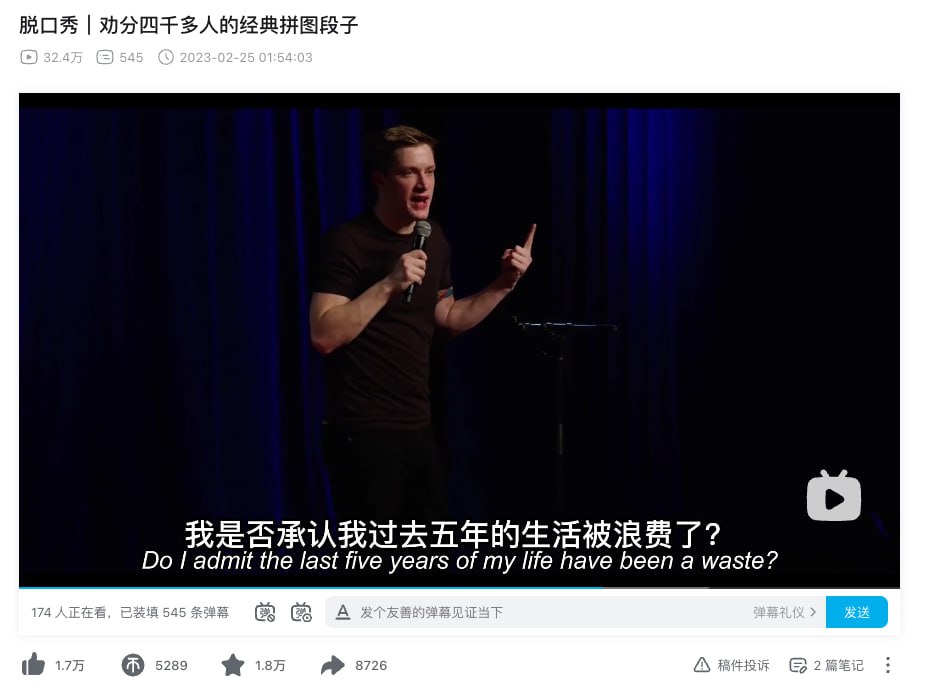 脱口秀｜劝分四千多人的经典拼图段子
32.4万 545 2023-02-25 01:54:03
我是否承认我过去五年的生活被浪费了?
Do I admit the last five years of my life have been a waste?
174 人正在看，已装填 545 条弹幕 弹 弹 A 发个友善的弹幕见证当下 弹幕礼仪 > 发送
1.7万 币 5289 1.8万 8726 稿件投诉 2 篇笔记